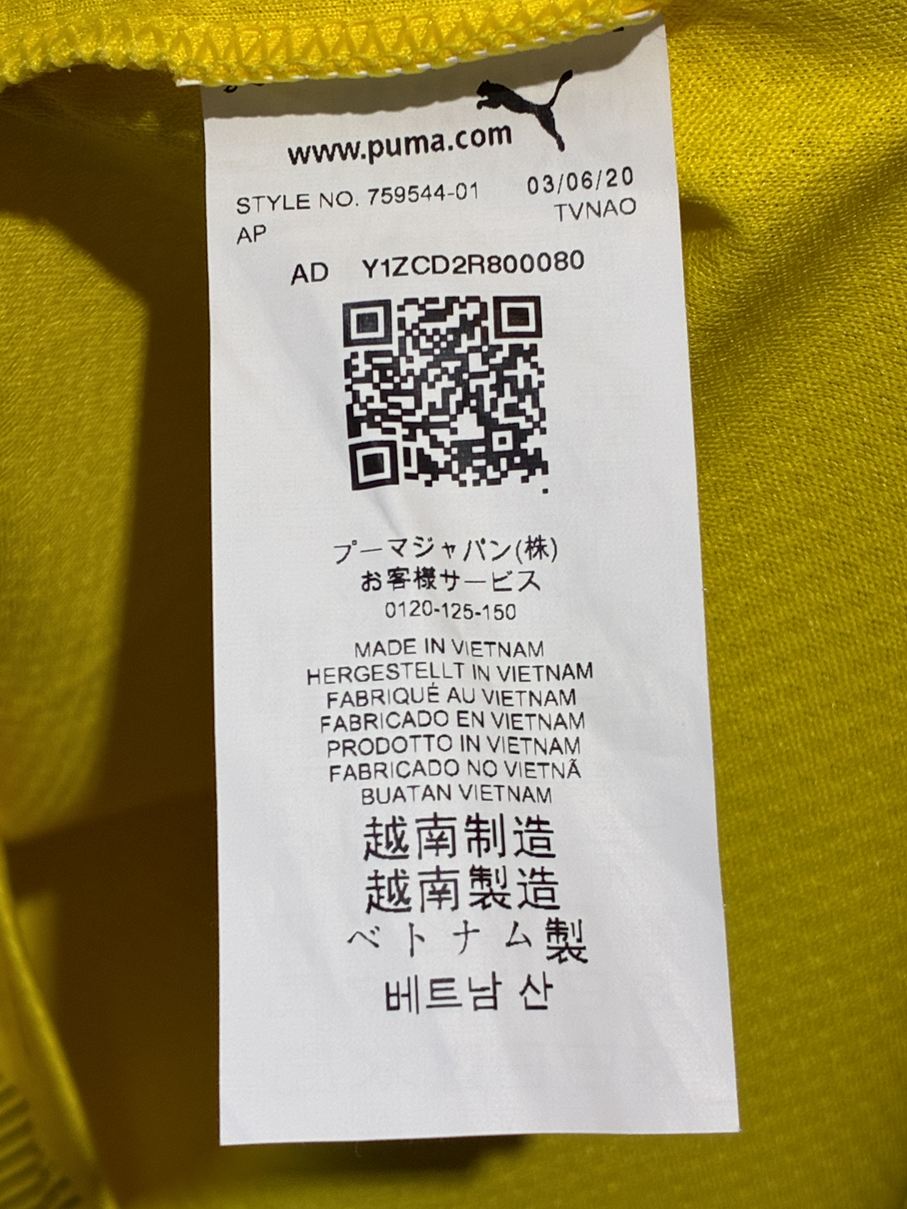 www.puma.com
STYLE NO. 759544-01 03/06/20
AP TVNAO
AD Y1ZCD2R800080
プーマジャパン(株)
お客様サービス
0120-125-150
MADE IN VIETNAM
HERGESTELLT IN VIETNAM
FABRIQUÉ AU VIETNAM
FABRICADO EN VIETNAM
PRODOTTO IN VIETNAM
FABRICADO NO VIETNÃ
BUATAN VIETNAM
越南制造
越南製造
ベトナム製
베트남 산